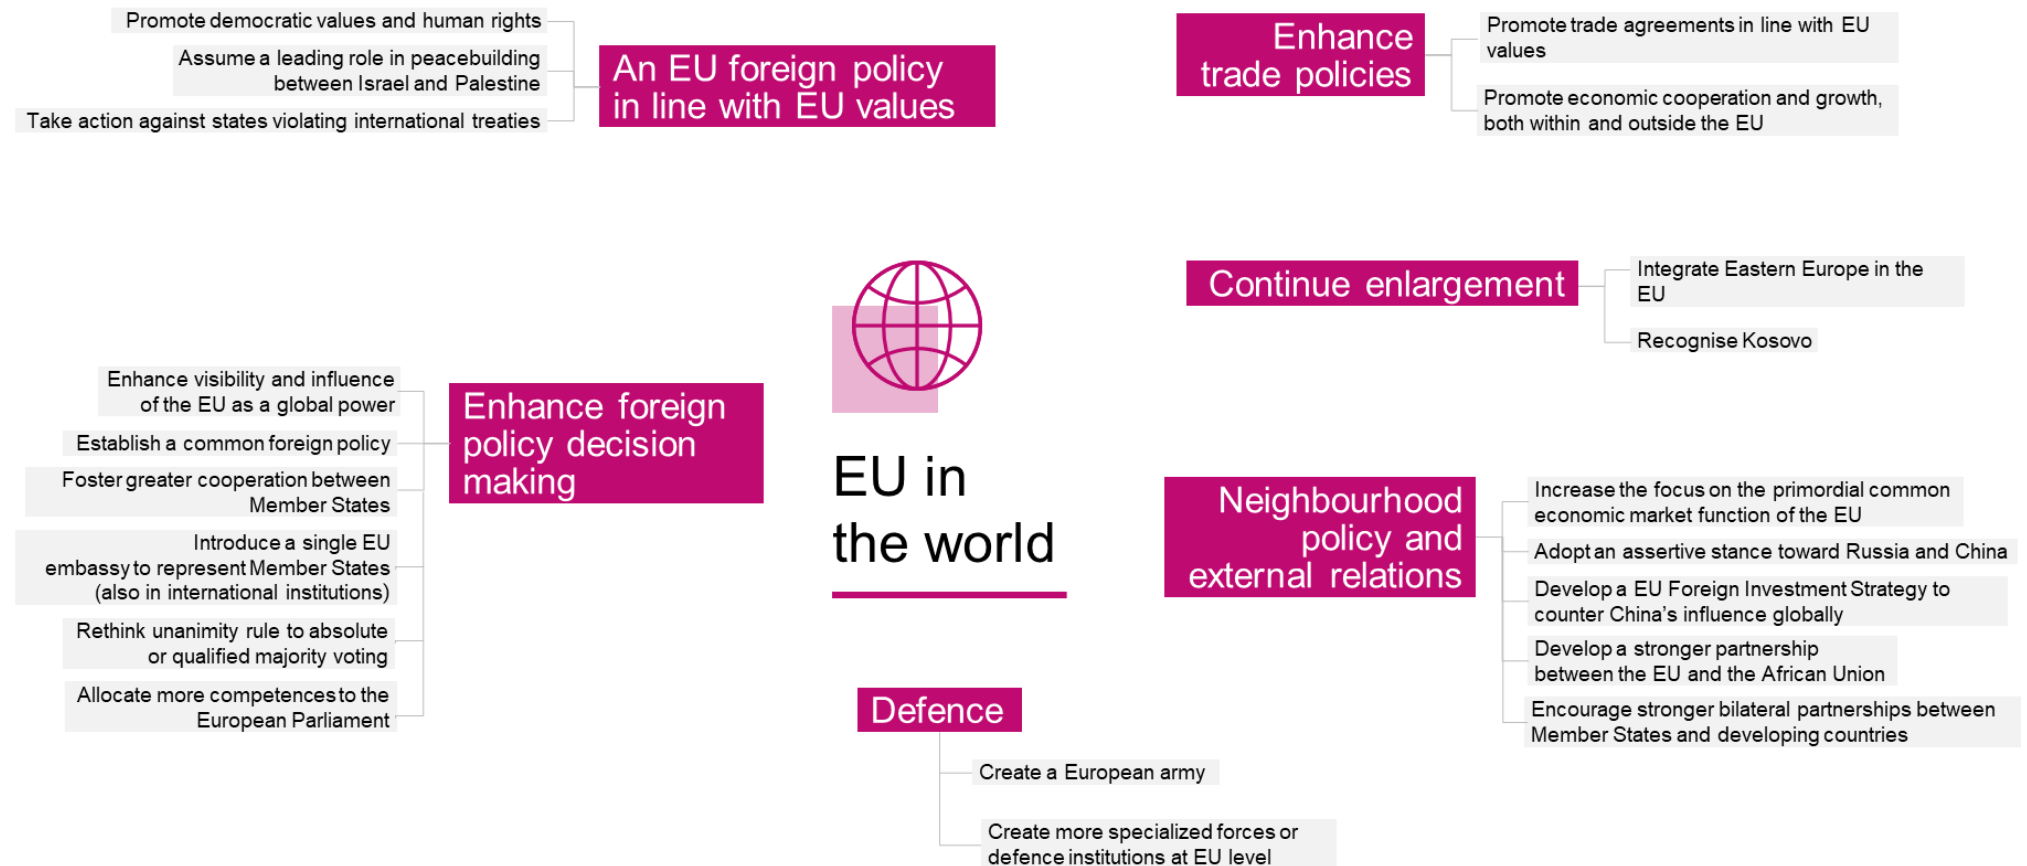 Promote democratic values and human rights
Assume a leading role in peacebuilding
between Israel and Palestine
Take action against states violating international treaties
An EU foreign policy
in line with EU values
Enhance
trade policies
Promote trade agreements in line with EU
values
Promote economic cooperation and growth,
both within and outside the EU
Continue enlargement
Integrate Eastern Europe in the
EU
Recognise Kosovo
Enhance visibility and influence
of the EU as a global power
Establish a common foreign policy
Foster greater cooperation between
Member States
Introduce a single EU
embassy to represent Member States
(also in international institutions)
Rethink unanimity rule to absolute
or qualified majority voting
Allocate more competences to the
European Parliament
Enhance foreign
policy decision
making
EU in
the world
Neighbourhood
policy and
external relations
Increase the focus on the primordial common
economic market function of the EU
Adopt an assertive stance toward Russia and China
Develop a EU Foreign Investment Strategy to
counter China's influence globally
Develop a stronger partnership
between the EU and the African Union
Encourage stronger bilateral partnerships between
Member States and developing countries
Defence
Create a European army
Create more specialized forces or
defence institutions at EU level